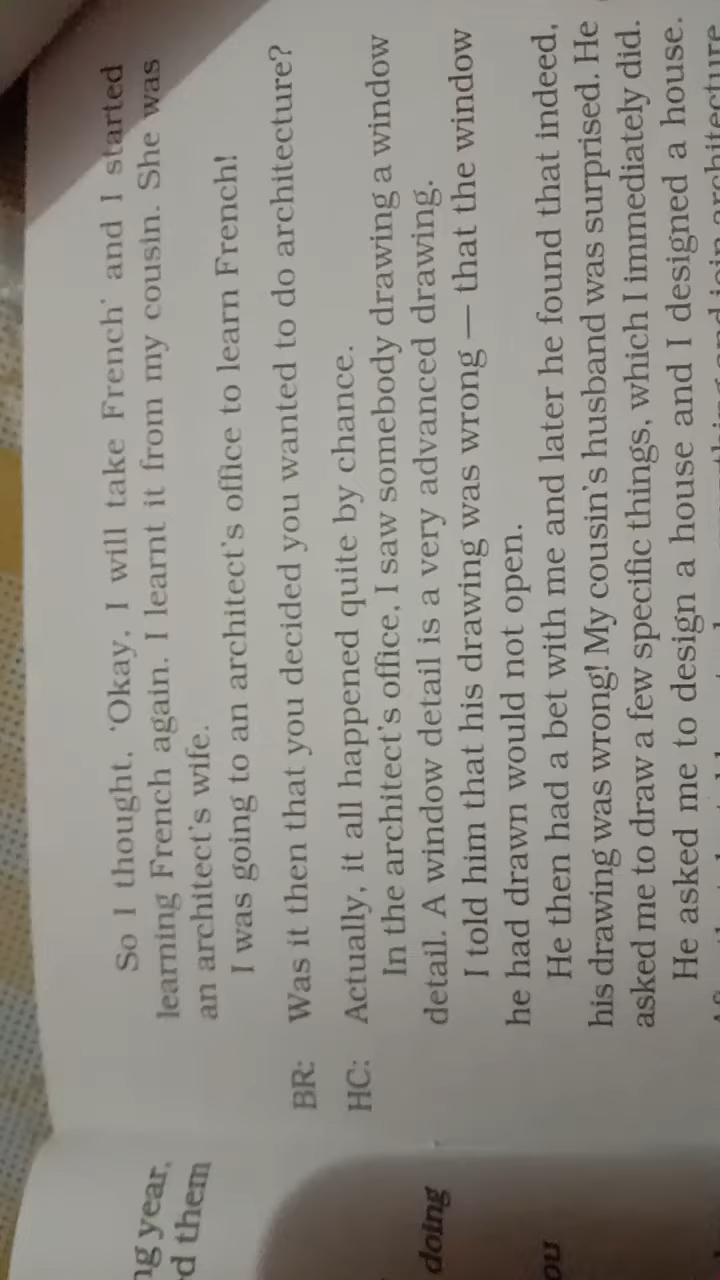 So I thought, 'Okay, I will take French' and I started
learning French again. I learnt it from my cousin. She was
an architect's wife.
I was going to an architect's office to learn French!
BR: Was it then that you decided you wanted to do architecture?
HC: Actually, it all happened quite by chance.
In the architect's office, I saw somebody drawing a window
detail. A window detail is a very advanced drawing.
I told him that his drawing was wrong — that the window
he had drawn would not open.
He then had a bet with me and later he found that indeed,
his drawing was wrong! My cousin's husband was surprised. He
asked me to draw a few specific things, which I immediately did.
He asked me to design a house and I designed a house.
and join architecture
year,
them
doing